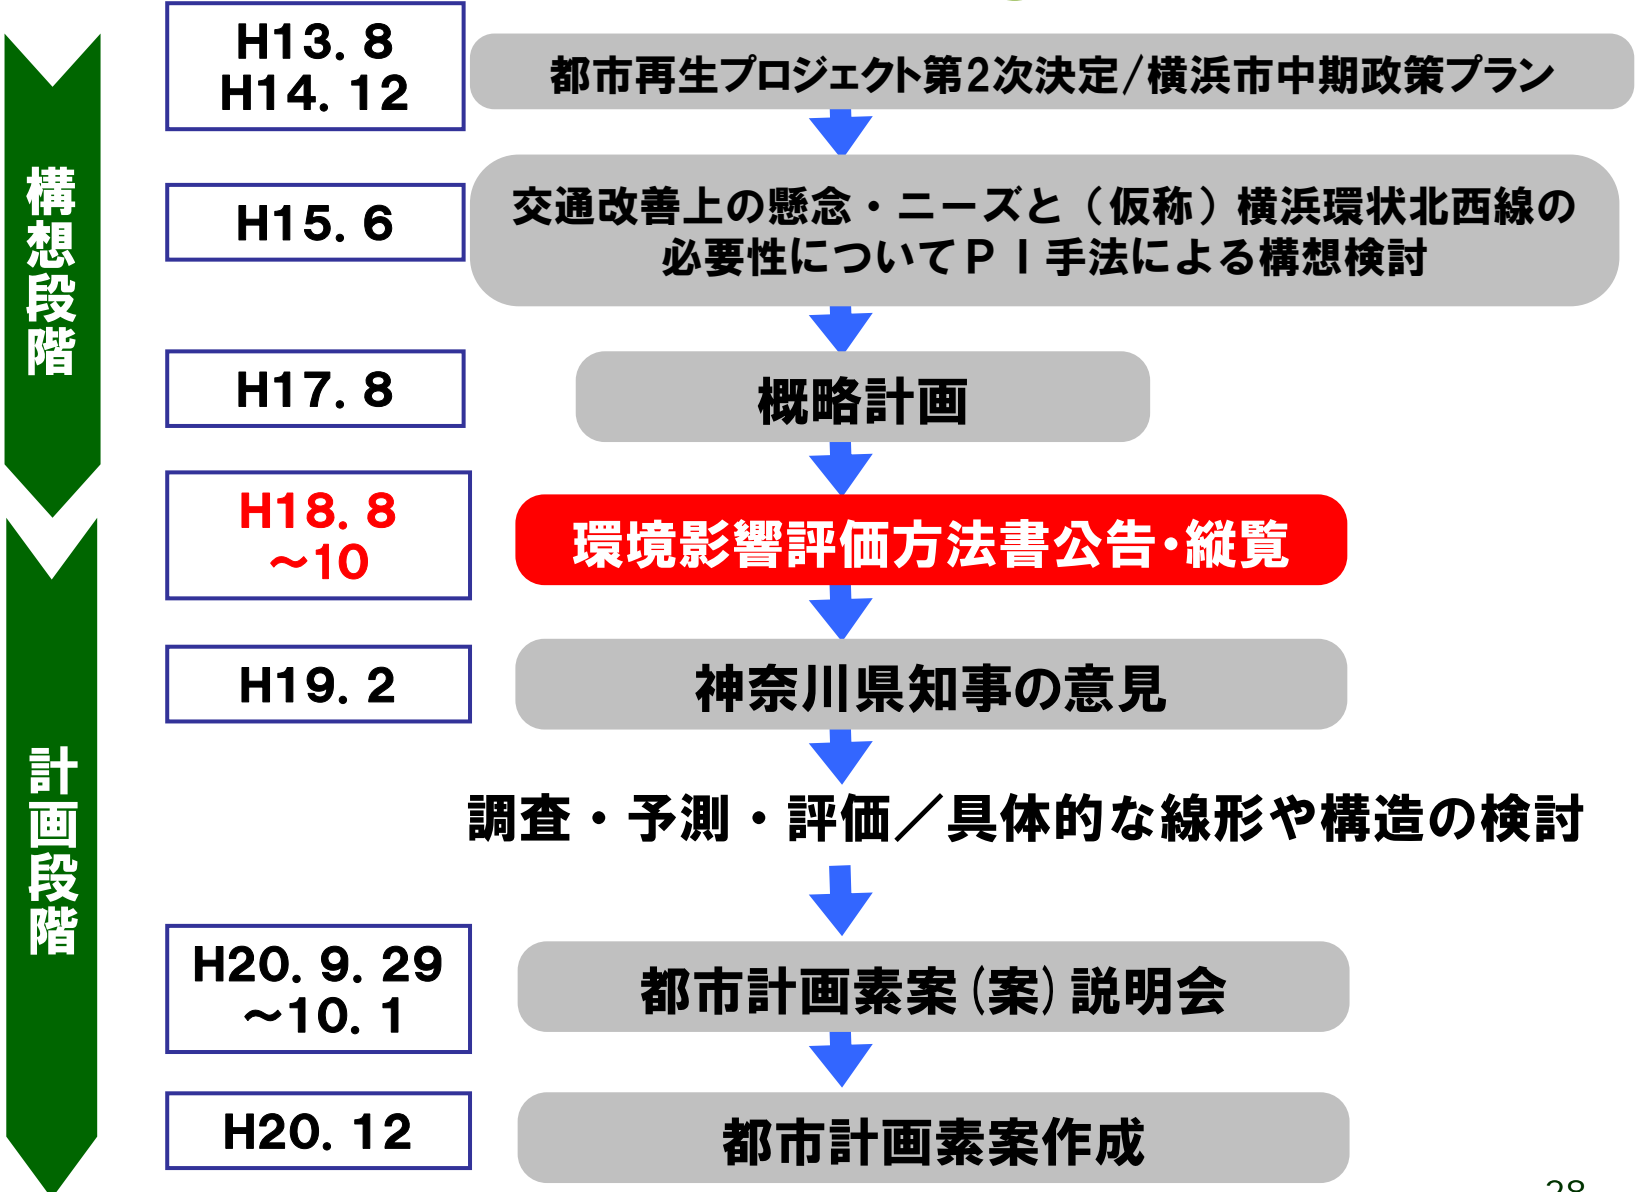 構想段階
H13. 8
H14. 12
都市再生プロジェクト第2次決定/横浜市中期政策プラン
H15. 6
交通改善上の懸念・ニーズと（仮称）横浜環状北西線の
必要性についてＰＩ手法による構想検討
H17. 8
概略計画
計画段階
H18. 8
～10
環境影響評価方法書公告・縦覧
H19. 2
神奈川県知事の意見
調査・予測・評価／具体的な線形や構造の検討
H20. 9. 29
～10. 1
都市計画素案(案)説明会
H20. 12
都市計画素案作成
28